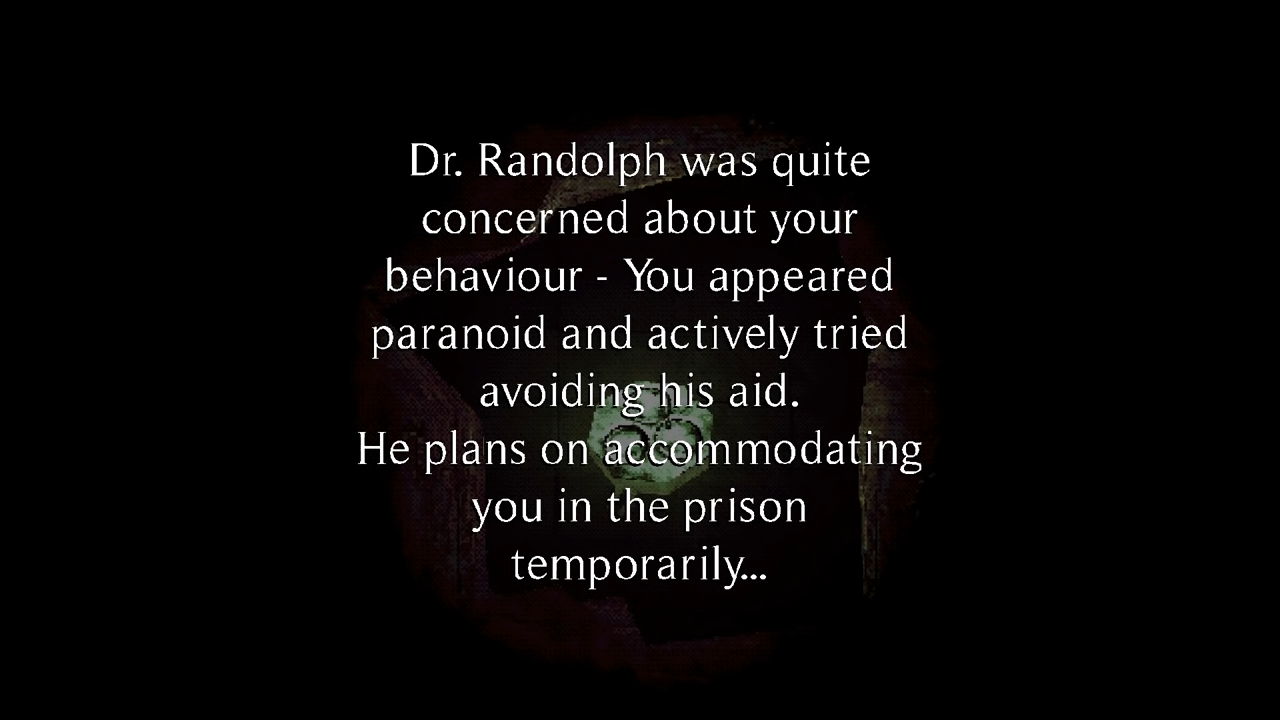 Dr. Randolph was quite
concerned about your
behaviour - You appeared
paranoid and actively tried
avoiding his aid.
He plans on accommodating
you in the prison
temporarily...